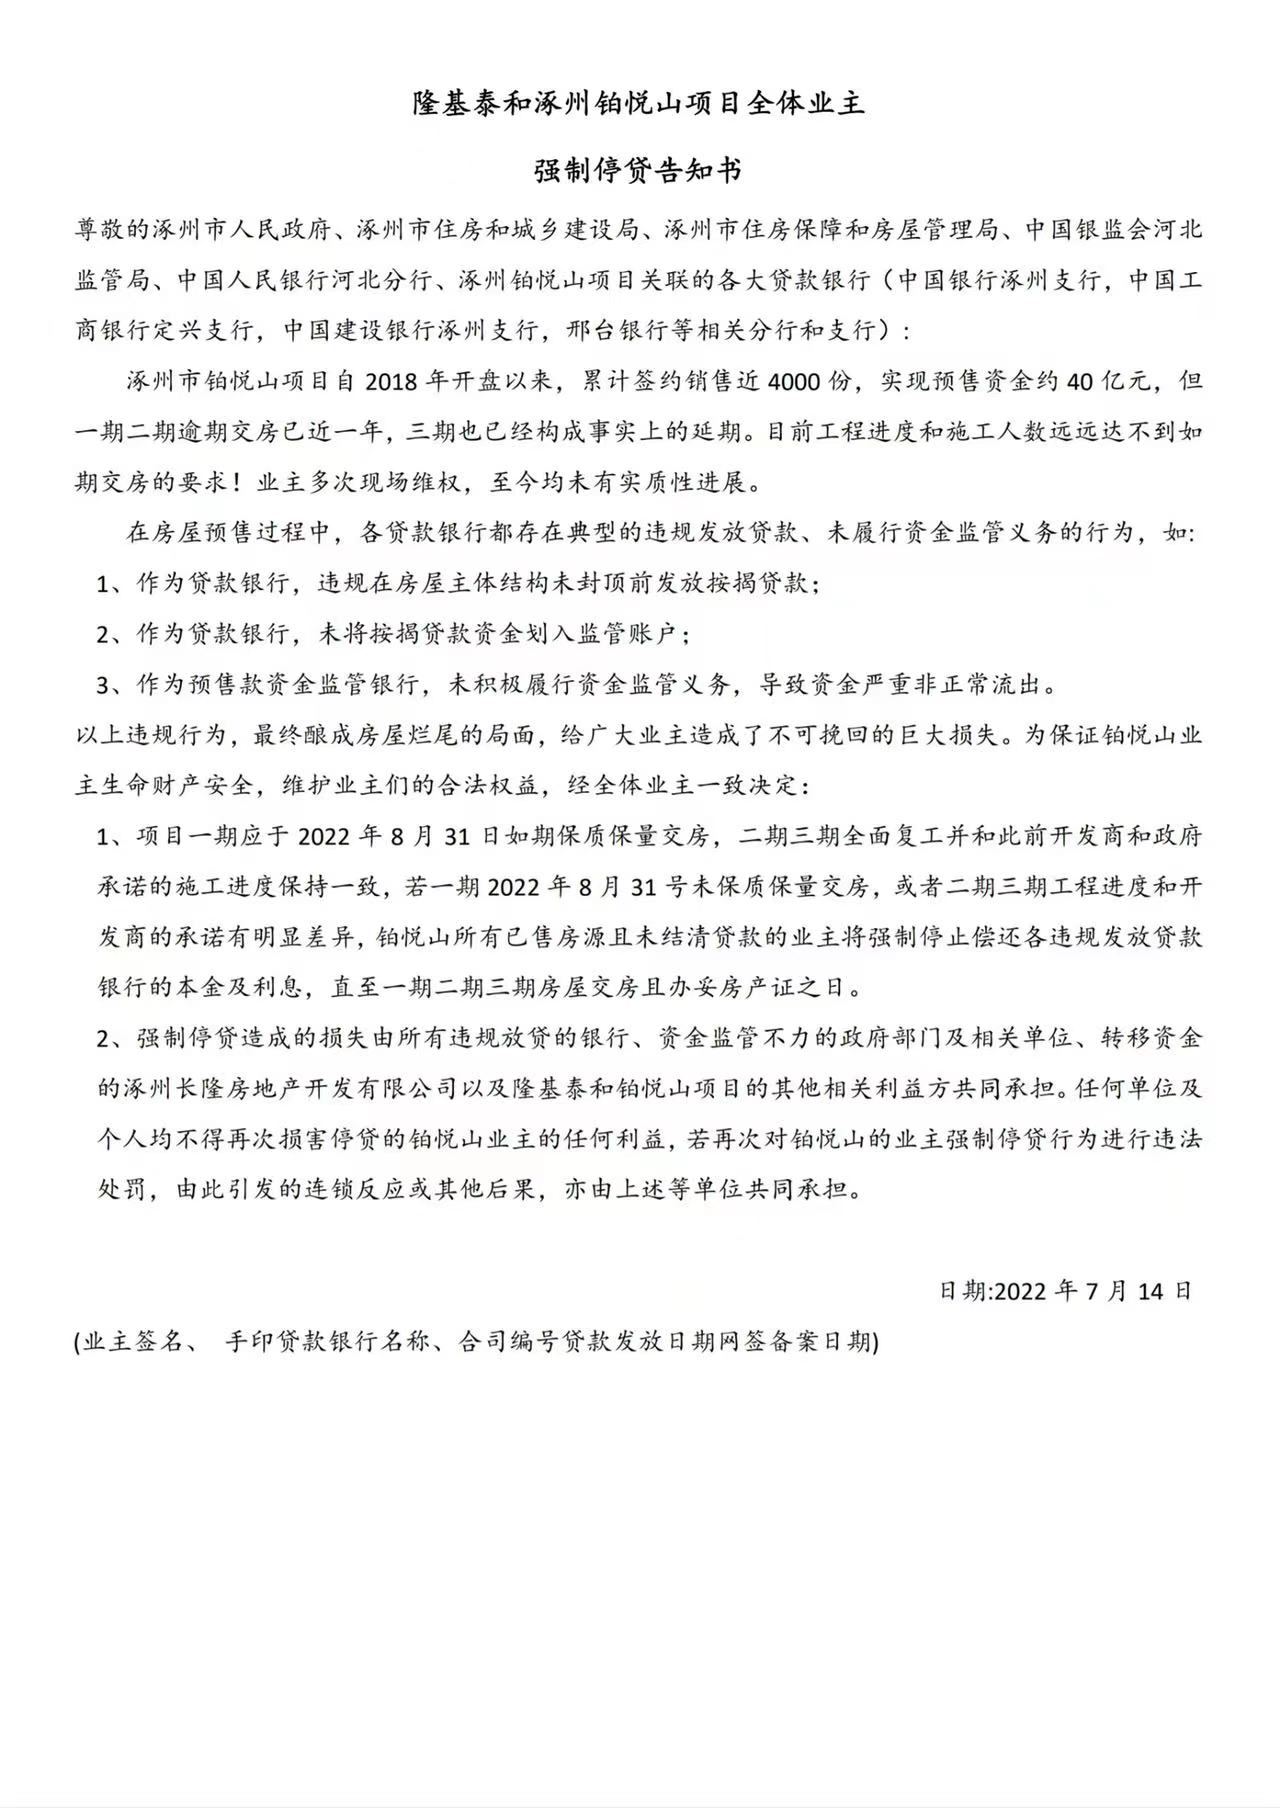 隆基泰和涿州铂悦山项目全体业主
强制停贷告知书
尊敬的涿州市人民政府、涿州市住房和城乡建设局、涿州市住房保障和房屋管理局、中国银监会河北
监管局、中国人民银行河北分行、涿州铂悦山项目关联的各大贷款银行（中国银行涿州支行，中国工
商银行定兴支行，中国建设银行涿州支行，邢台银行等相关分行和支行）：
涿州市铂悦山项目自 2018 年开盘以来，累计签约销售近 4000 份，实现预售资金约 40 亿元，但
一期二期逾期交房已近一年，三期也已经构成事实上的延期。目前工程进度和施工人数远远达不到如
期交房的要求！业主多次现场维权，至今均未有实质性进展。
在房屋预售过程中，各贷款银行都存在典型的违规发放贷款、未履行资金监管义务的行为，如：
1、作为贷款银行，违规在房屋主体结构未封顶前发放按揭贷款；
2、作为贷款银行，未将按揭贷款资金划入监管账户；
3、作为预售款资金监管银行，未积极履行资金监管义务，导致资金严重非正常流出。
以上违规行为，最终酿成房屋烂尾的局面，给广大业主造成了不可挽回的巨大损失。为保证铂悦山业
主生命财产安全，维护业主们的合法权益，经全体业主一致决定：
1、项目一期应于 2022 年 8 月 31 日如期保质保量交房，二期三期全面复工并和此前开发商和政府
承诺的施工进度保持一致，若一期 2022 年 8 月 31 号未保质保量交房，或者二期三期工程进度和开
发商的承诺有明显差异，铂悦山所有已售房源且未结清贷款的业主将强制停止偿还各违规发放贷款
银行的本金及利息，直至一期二期三期房屋交房且办妥房产证之日。
2、强制停贷造成的损失由所有违规放贷的银行、资金监管不力的政府部门及相关单位、转移资金
的涿州长隆房地产开发有限公司以及隆基泰和铂悦山项目的其他相关利益方共同承担。任何单位及
个人均不得再次损害停贷的铂悦山业主的任何利益，若再次对铂悦山的业主强制停贷行为进行违法
处罚，由此引发的连锁反应或其他后果，亦由上述等单位共同承担。
日期:2022 年 7 月 14 日
(业主签名、 手印贷款银行名称、合司编号贷款发放日期网签备案日期)